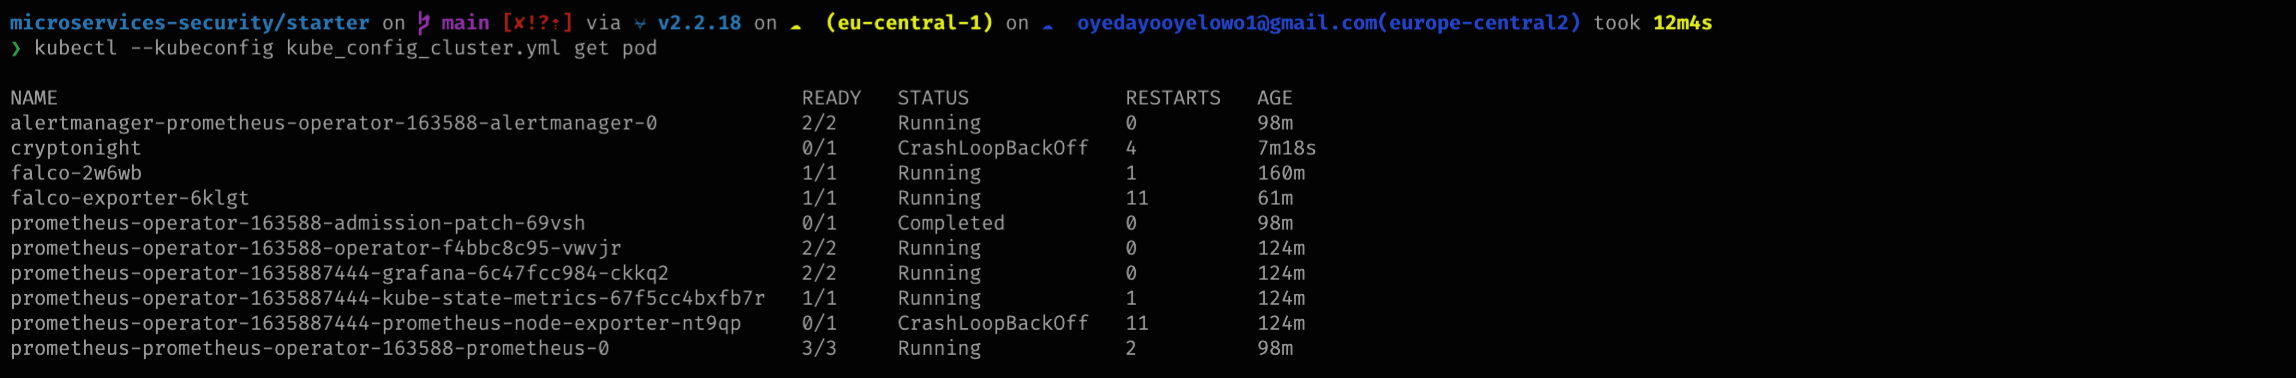 microservices-security/starter on main [✘!?⇡] via v2.2.18 on ☁ (eu-central-1) on ☁ oyedayooyelowo1@gmail.com(europe-central2) took 12m4s
❯ kubectl --kubeconfig kube_config_cluster.yml get pod
NAME READY STATUS RESTARTS AGE
alertmanager-prometheus-operator-163588-alertmanager-0 2/2 Running 0 98m
cryptonight 0/1 CrashLoopBackOff 4 7m18s
falco-2w6wb 1/1 Running 1 160m
falco-exporter-6klgt 1/1 Running 11 61m
prometheus-operator-163588-admission-patch-69vsh 0/1 Completed 0 98m
prometheus-operator-163588-operator-f4bbc8c95-vwvjr 2/2 Running 0 124m
prometheus-operator-1635887444-grafana-6c47fcc984-ckkq2 2/2 Running 0 124m
prometheus-operator-1635887444-kube-state-metrics-67f5cc4bxfb7r 1/1 Running 1 124m
prometheus-operator-1635887444-prometheus-node-exporter-nt9qp 0/1 CrashLoopBackOff 11 124m
prometheus-prometheus-operator-163588-prometheus-0 3/3 Running 2 98m